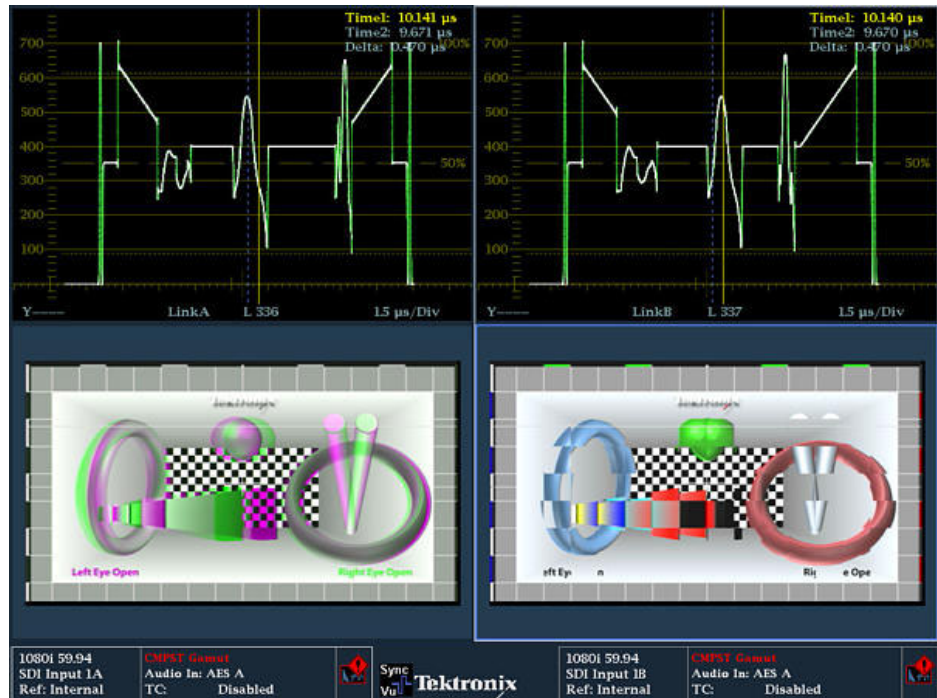 Time1: 10.141 µs
Time2: 9.671 µs
Delta: 0.470 µs
700
100%
600
500
400
50%
300
200
100
Y----
LinkA
L 336
1.5 µs/Div
Time1: 10.140 µs
Time2: 9.670 µs
Delta: 0.470 µs
700
100%
600
500
400
50%
300
200
100
Y----
LinkB
L 337
1.5 µs/Div
Left Eye Open
Right Eye Open
eft Ey n
Ri e Ope
1080i 59.94
SDI Input 1A
Ref: Internal
CMPST Gamut
Audio In: AES A
TC: Disabled
Sync
Vu
Tektronix
1080i 59.94
SDI Input 1B
Ref: Internal
CMPST Gamut
Audio In: AES A
TC: Disabled